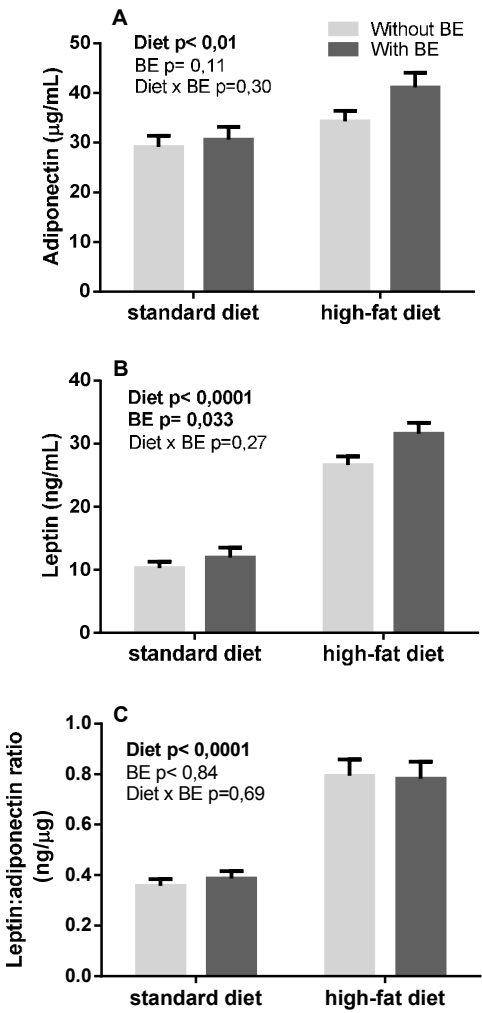 A
Without BE
With BE
Diet p< 0,01
BE p= 0,11
Diet x BE p=0,30
Adiponectin (µg/mL)
50
40
30
20
10
0
standard diet
high-fat diet
B
Diet p< 0,0001
BE p= 0,033
Diet x BE p=0,27
Leptin (ng/mL)
40
30
20
10
0
standard diet
high-fat diet
C
Diet p< 0,0001
BE p< 0,84
Diet x BE p=0,69
Leptin:adiponectin ratio
(ng/µg)
1.0
0.8
0.6
0.4
0.2
0.0
standard diet
high-fat diet